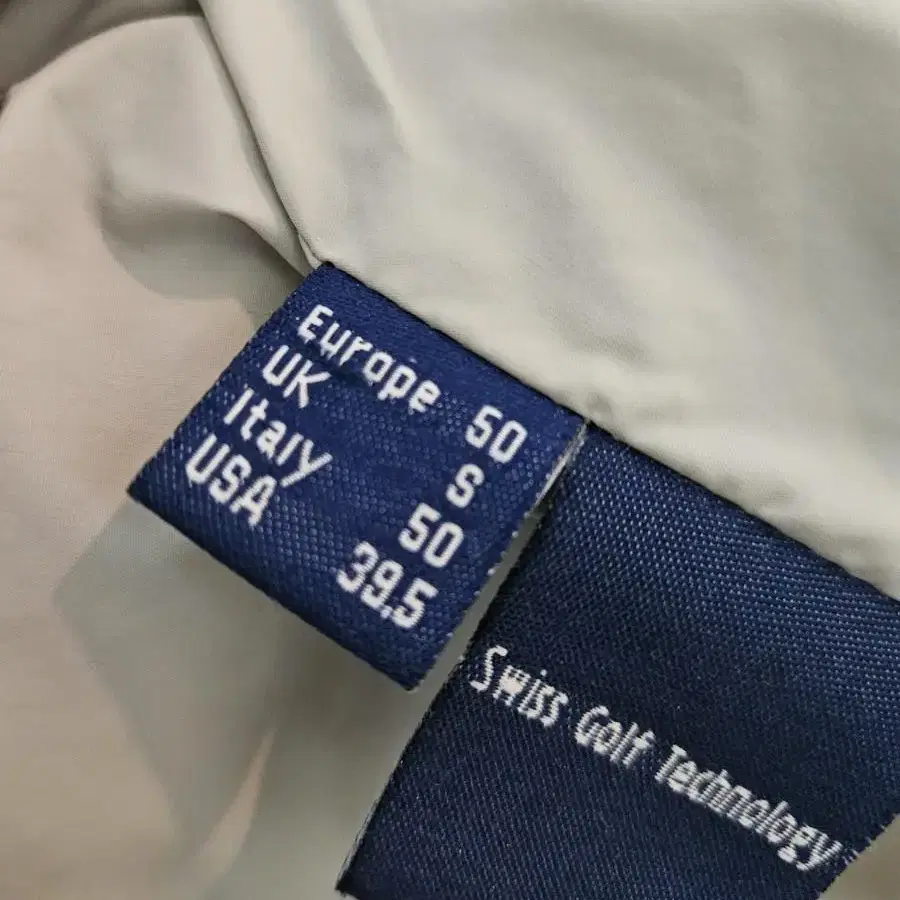 Europe 50
UK S
Italy 50
USA 39.5
Swiss Golf Technology